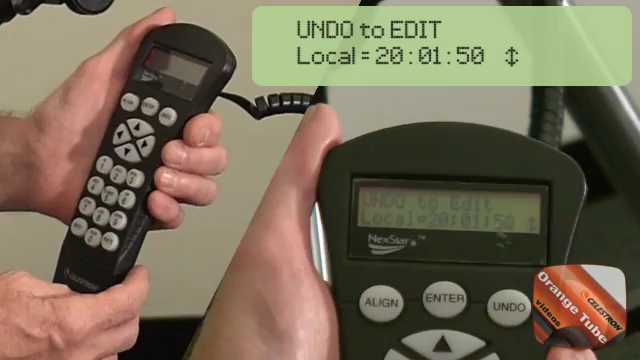 UNDO to EDIT
Local = 20:01:50 ↕
UNDO to Edit
Local=20:01:50 ↕
NexStar
ALIGN
ENTER
UNDO
CELESTRON
Orange Tube
videos